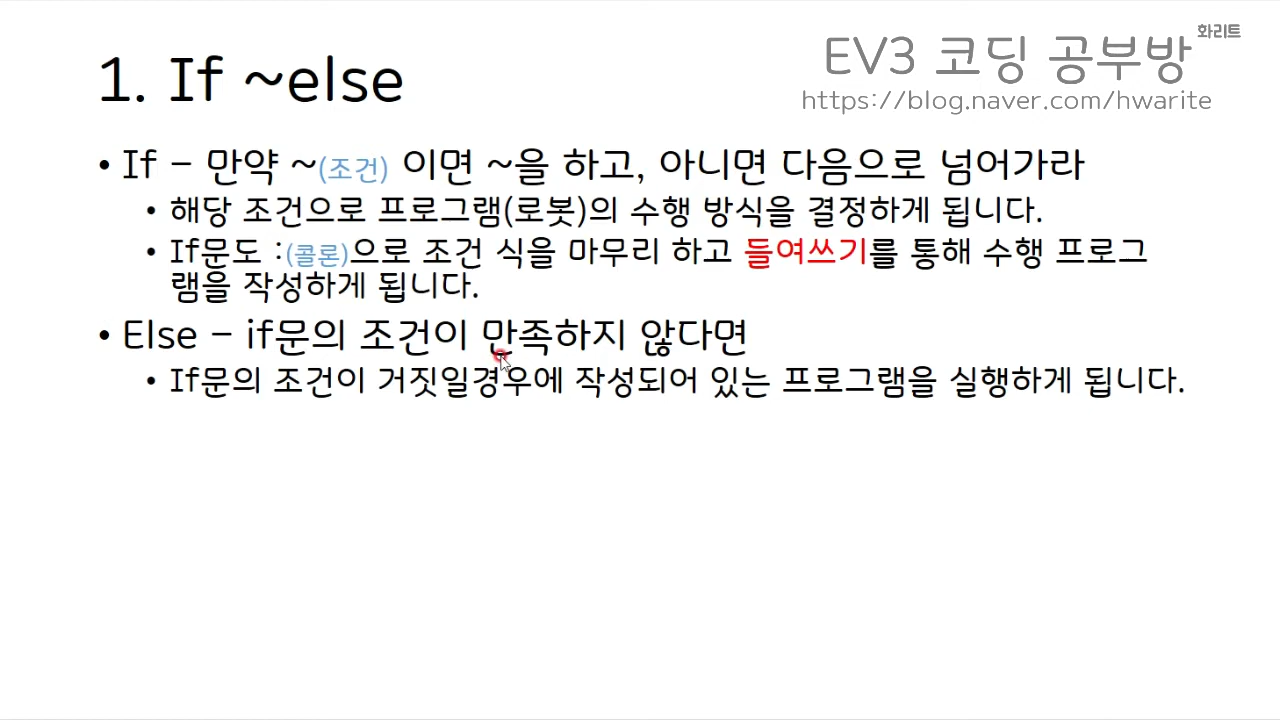 화리트
EV3 코딩 공부방
https://blog.naver.com/hwarite
1. If ~else
• If – 만약 ~(조건) 이면 ~을 하고, 아니면 다음으로 넘어가라
• 해당 조건으로 프로그램(로봇)의 수행 방식을 결정하게 됩니다.
• If문도 :(콜론)으로 조건 식을 마무리 하고 들여쓰기를 통해 수행 프로그
램을 작성하게 됩니다.
• Else – if문의 조건이 만족하지 않다면
• If문의 조건이 거짓일경우에 작성되어 있는 프로그램을 실행하게 됩니다.